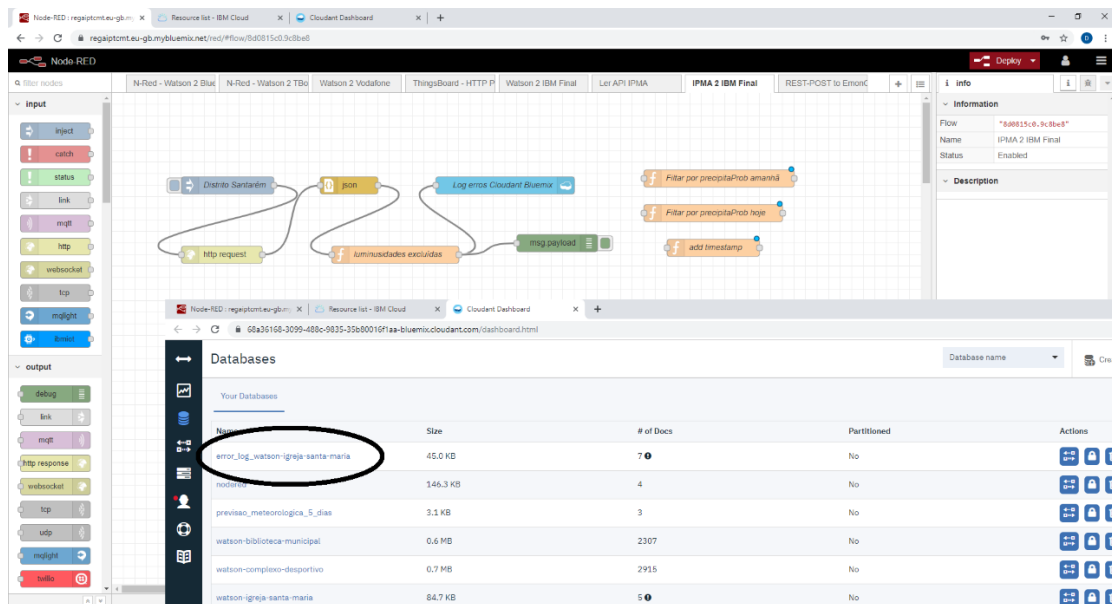 Node-RED : regaiptcmt.eu-gb.m
Resource list - IBM Cloud
Cloudant Dashboard
regaiptcmt.eu-gb.mybluemix.net/red/#flow/8d0815c0.9c8be8
Node-RED
Deploy
filter nodes
N-Red - Watson 2 Blue
N-Red - Watson 2 TBo
Watson 2 Vodafone
ThingsBoard - HTTP P
Watson 2 IBM Final
Ler API IPMA
IPMA 2 IBM Final
REST-POST to EmonC
info
input
inject
catch
status
link
mqtt
http
websocket
tcp
mqlight
ibmiot
output
debug
link
mqtt
http response
websocket
tcp
udp
mqlight
twilio
Distrito Santarém
json
Log erros Cloudant Bluemix
http request
luminusidades excluídas
msg.payload
Filtar por precipitaProb amanhã
Filtar por precipitaProb hoje
add timestamp
Information
Flow "8d0815c0.9c8be8"
Name IPMA 2 IBM Final
Status Enabled
Description
Node-RED : regaiptcmt.eu-gb.m
Resource list - IBM Cloud
Cloudant Dashboard
68a36168-3099-488c-9835-35b80016f1aa-bluemix.cloudant.com/dashboard.html
Databases
Database name
Cre
Your Databases
Name Size # of Docs Partitioned Actions
error_log_watson-igreja-santa-maria 45.0 KB 7 No
nodered 146.3 KB 4 No
previsao_meteorologica_5_dias 3.1 KB 3 No
watson-biblioteca-municipal 0.6 MB 2307 No
watson-complexo-desportivo 0.7 MB 2915 No
watson-igreja-santa-maria 84.7 KB 5 No